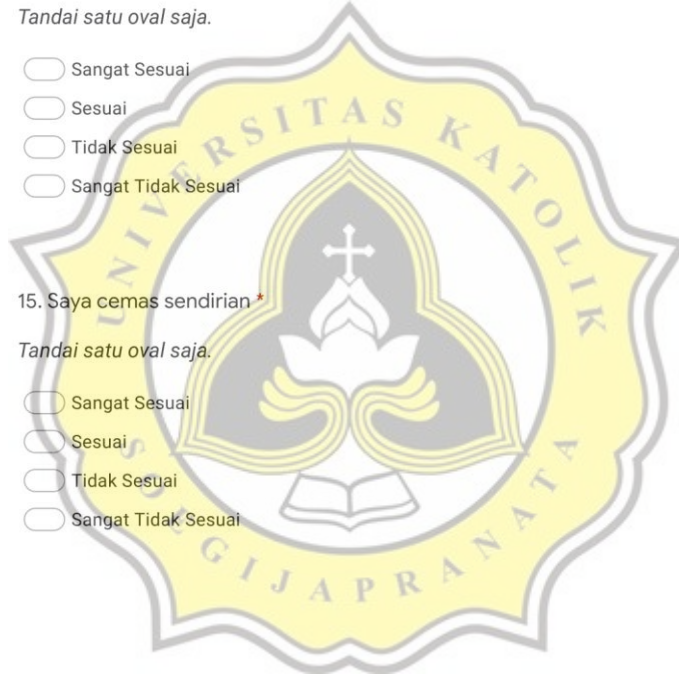 Tandai satu oval saja.
Sangat Sesuai
Sesuai
Tidak Sesuai
Sangat Tidak Sesuai
15. Saya cemas sendirian *
Tandai satu oval saja.
Sangat Sesuai
Sesuai
Tidak Sesuai
Sangat Tidak Sesuai
UNIVERSITAS KATOLIK
SOEGIJAPRANATA